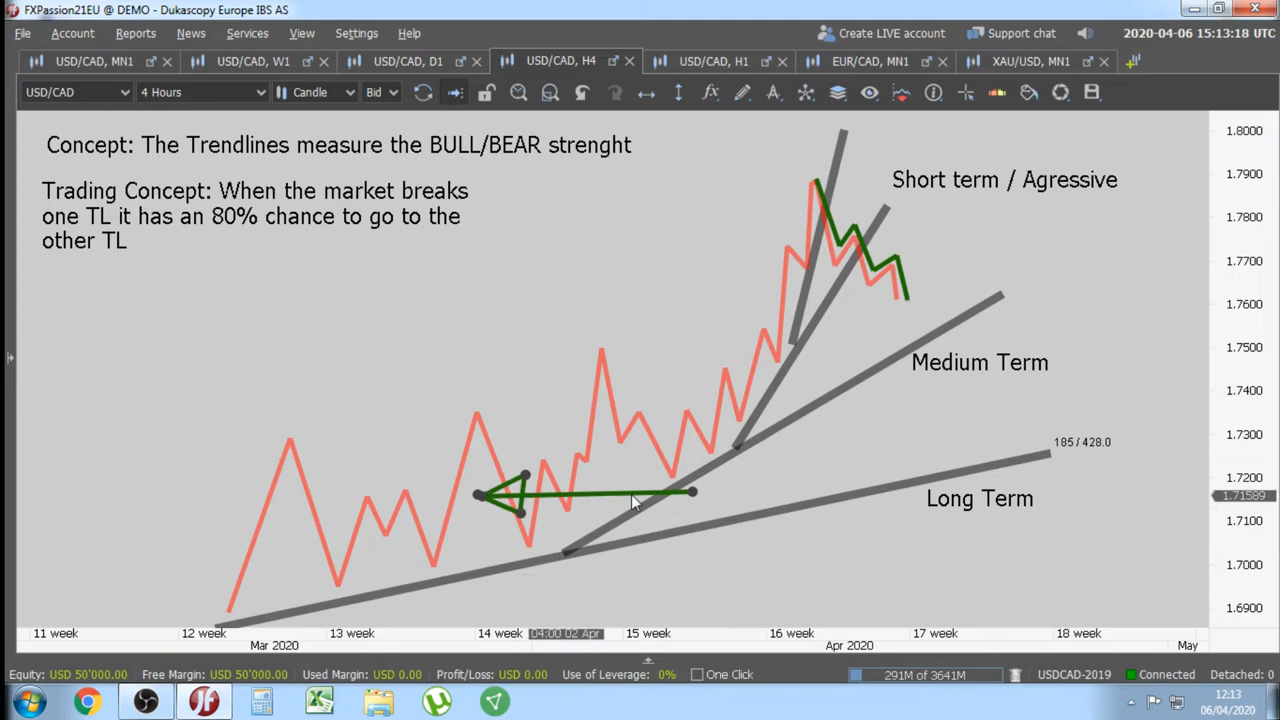 FXPassion21EU @ DEMO - Dukascopy Europe IBS AS
File Account Reports News Services View Settings Help Create LIVE account Support chat 2020-04-06 15:13:18 UTC
USD/CAD, MN1 USD/CAD, W1 USD/CAD, D1 USD/CAD, H4 USD/CAD, H1 EUR/CAD, MN1 XAU/USD, MN1
USD/CAD 4 Hours Candle Bid
Concept: The Trendlines measure the BULL/BEAR strenght
Trading Concept: When the market breaks
one TL it has an 80% chance to go to the
other TL
Short term / Agressive
Medium Term
185 / 428.0
Long Term
1.8000
1.7900
1.7800
1.7700
1.7600
1.7500
1.7400
1.7300
1.7200
1.71589
1.7100
1.7000
1.6900
11 week 12 week 13 week 14 week 04:00 02 Apr 15 week 16 week 17 week 18 week
Mar 2020 Apr 2020 May
Equity: USD 50'000.00 Free Margin: USD 50'000.00 Used Margin: USD 0.00 Profit/Loss: USD 0.00 Use of Leverage: 0% One Click 291M of 3641M USDCAD-2019 Connected Detached: 0
12:13
06/04/2020